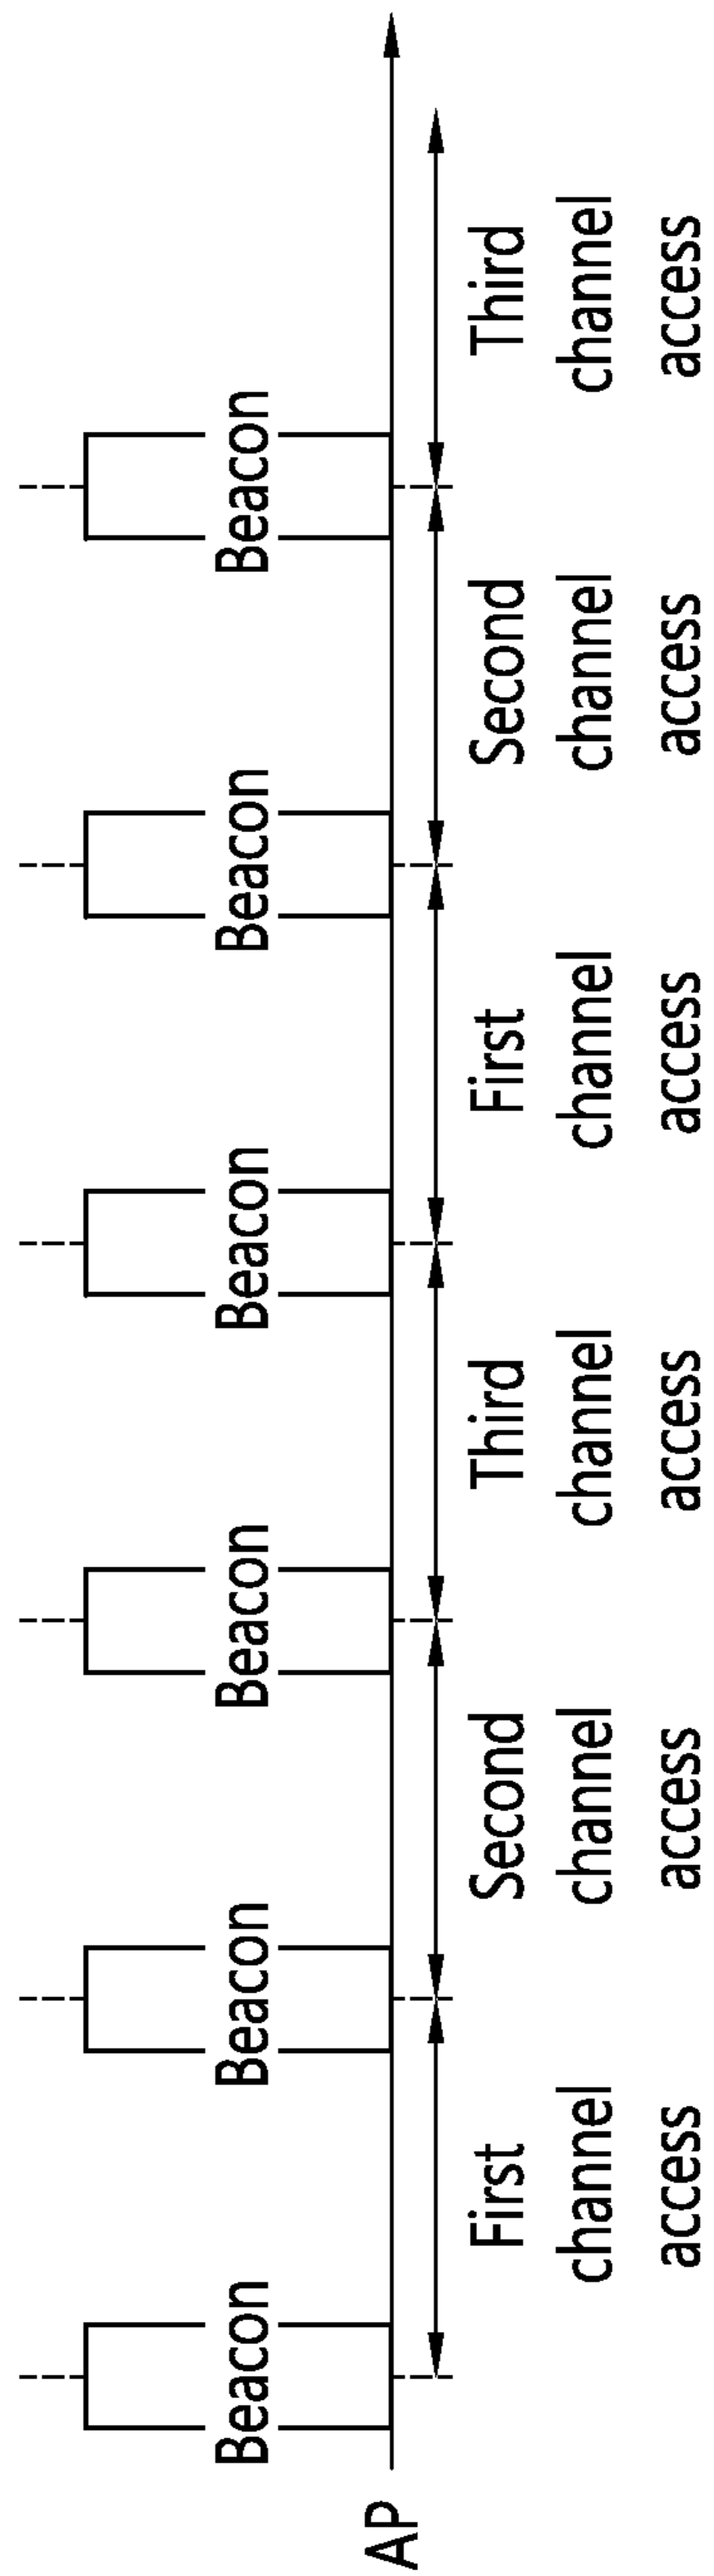 Beacon
Beacon
Beacon
Beacon
Beacon
Beacon
AP
First
channel
access
Second
channel
access
Third
channel
access
First
channel
access
Second
channel
access
Third
channel
access